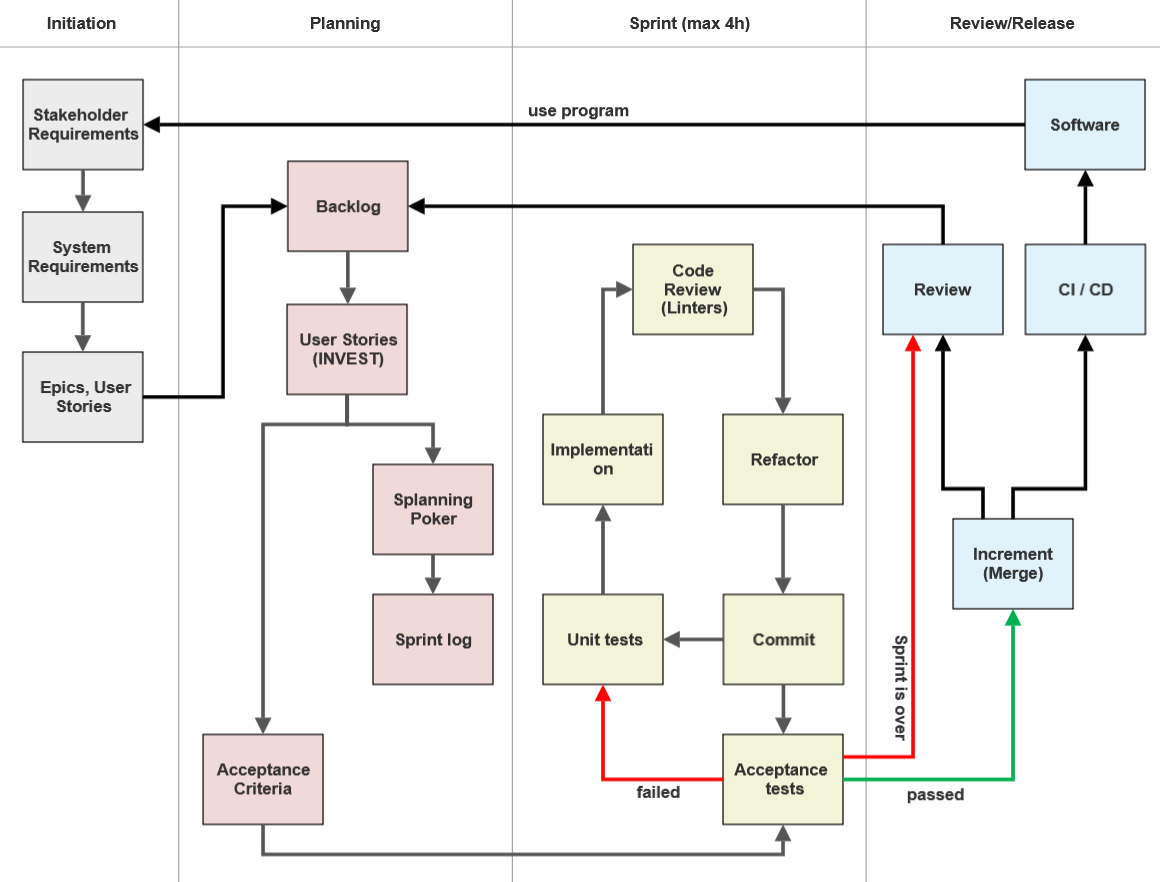 Initiation
Planning
Sprint (max 4h)
Review/Release
Stakeholder
Requirements
use program
Software
Backlog
System
Requirements
Code
Review
(Linters)
Review
CI / CD
User Stories
(INVEST)
Epics, User
Stories
Implementati
on
Refactor
Splanning
Poker
Increment
(Merge)
Sprint log
Unit tests
Commit
Sprint is over
Acceptance
Criteria
Acceptance
tests
failed
passed